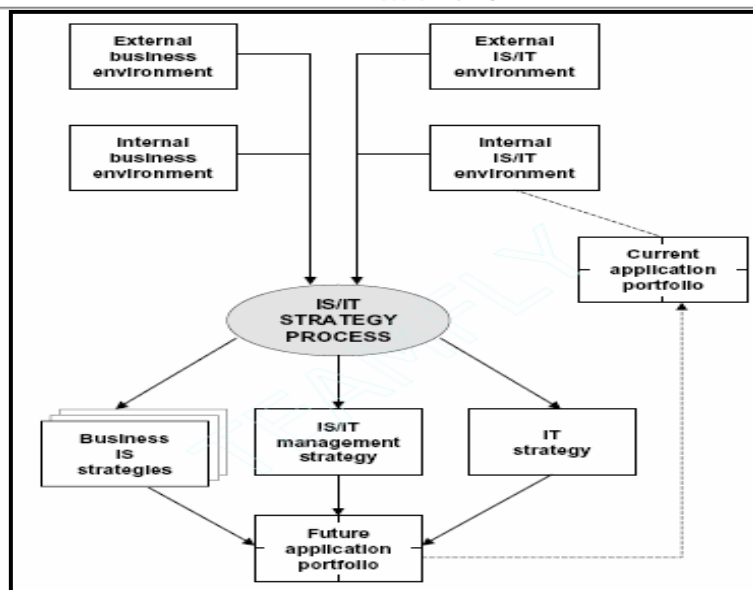 External
business
environment
External
IS/IT
environment
Internal
business
environment
Internal
IS/IT
environment
Current
application
portfolio
IS/IT
STRATEGY
PROCESS
Business
IS
strategies
IS/IT
management
strategy
IT
strategy
Future
application
portfolio
TEAMFLY